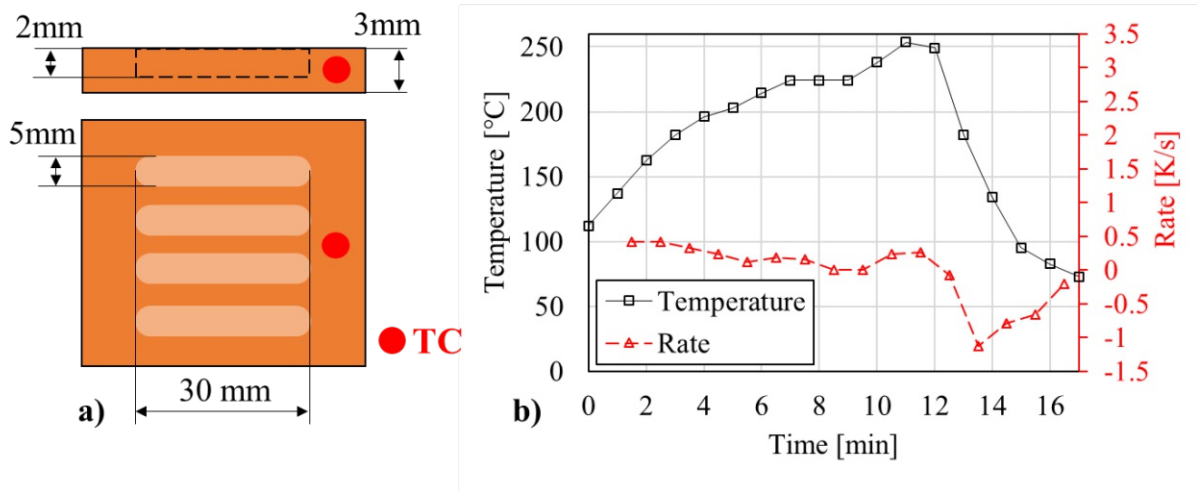 2mm
3mm
5mm
TC
30 mm
a)
250
200
150
100
50
0
Temperature [°C]
3.5
3
2.5
2
1.5
1
0.5
0
-0.5
-1
-1.5
Rate [K/s]
Temperature
Rate
0 2 4 6 8 10 12 14 16
Time [min]
b)